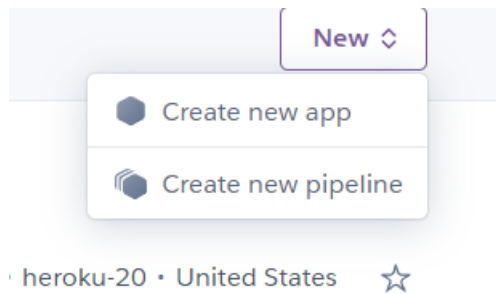 New
Create new app
Create new pipeline
heroku-20 • United States